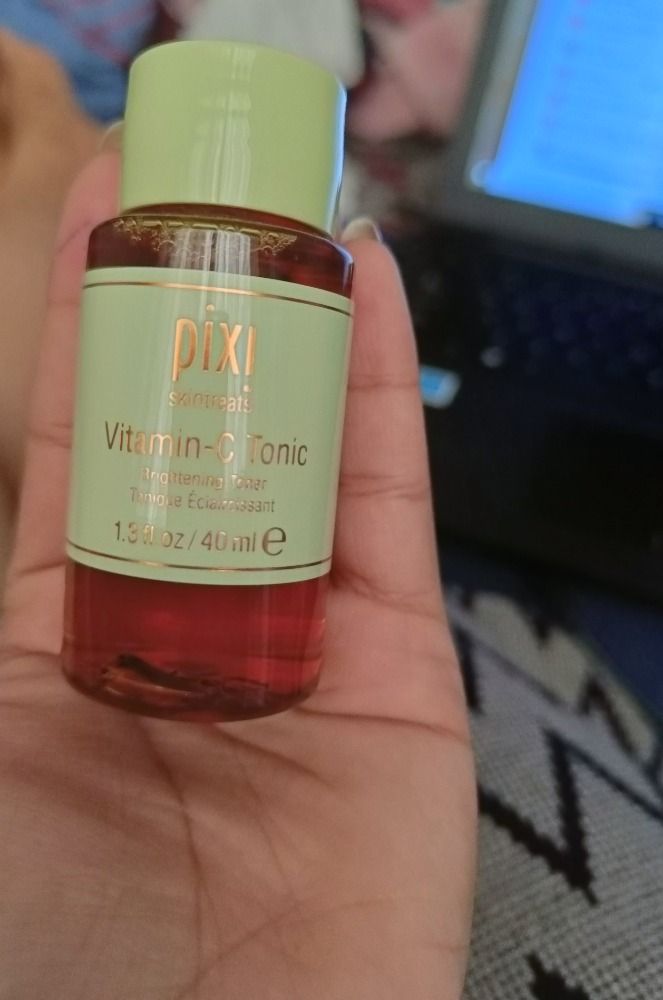 pixi
skintreats
Vitamin-C Tonic
Brightening Toner
Tonique Éclaircissant
1.3 fl oz / 40 ml e